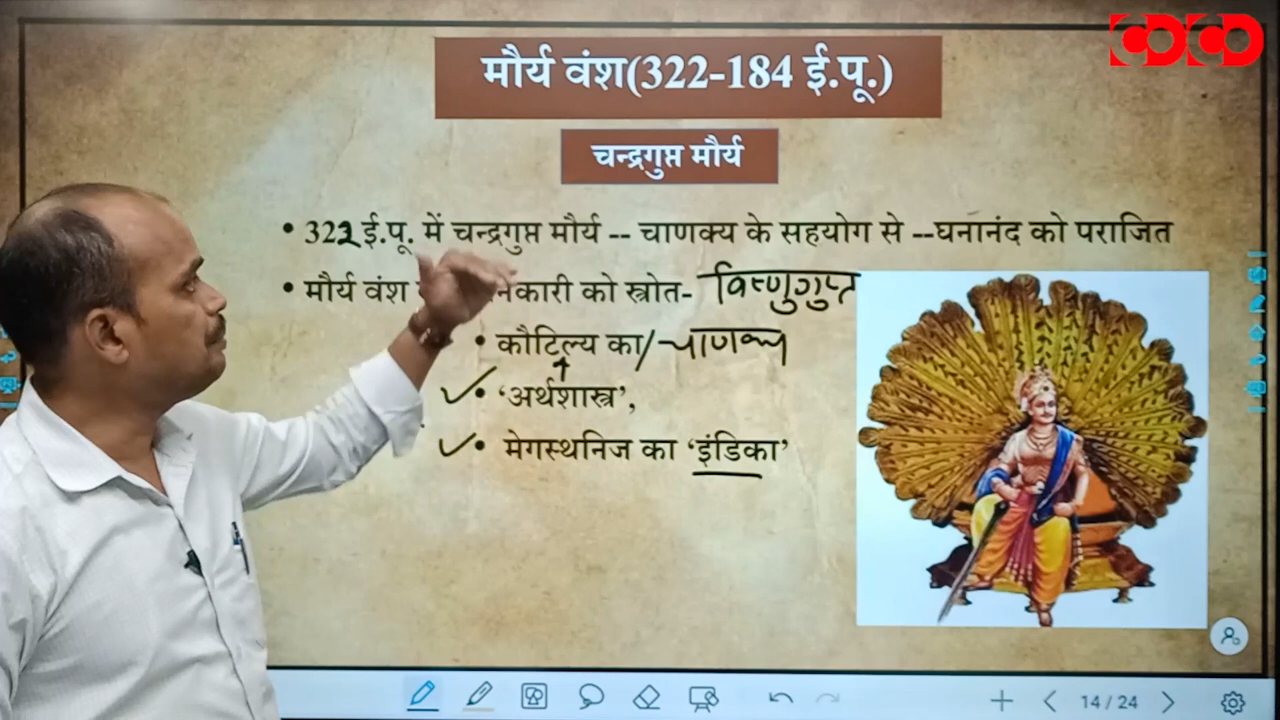 मौर्य वंश(322-184 ई.पू.)
चन्द्रगुप्त मौर्य
• 322 ई.पू. में चन्द्रगुप्त मौर्य -- चाणक्य के सहयोग से --घनानंद को पराजित
• मौर्य वंश नकारी को स्त्रोत- विष्णुगुप्त
• कौटिल्य का/ चाणक्य
• ‘अर्थशास्त्र’,
• मेगस्थनिज का ‘इंडिका’
14 / 24